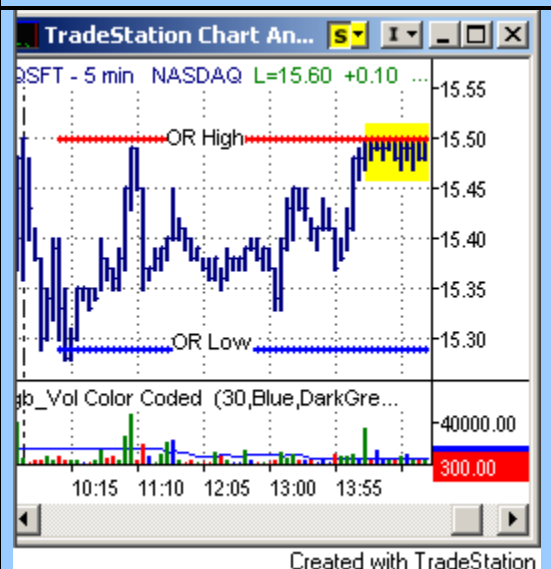 TradeStation Chart An... S I
QSFT - 5 min NASDAQ L=15.60 +0.10 ...
15.55
OR High
15.50
15.45
15.40
15.35
OR Low
15.30
gb_Vol Color Coded (30,Blue,DarkGre...
40000.00
300.00
10:15 11:10 12:05 13:00 13:55
Created with TradeStation